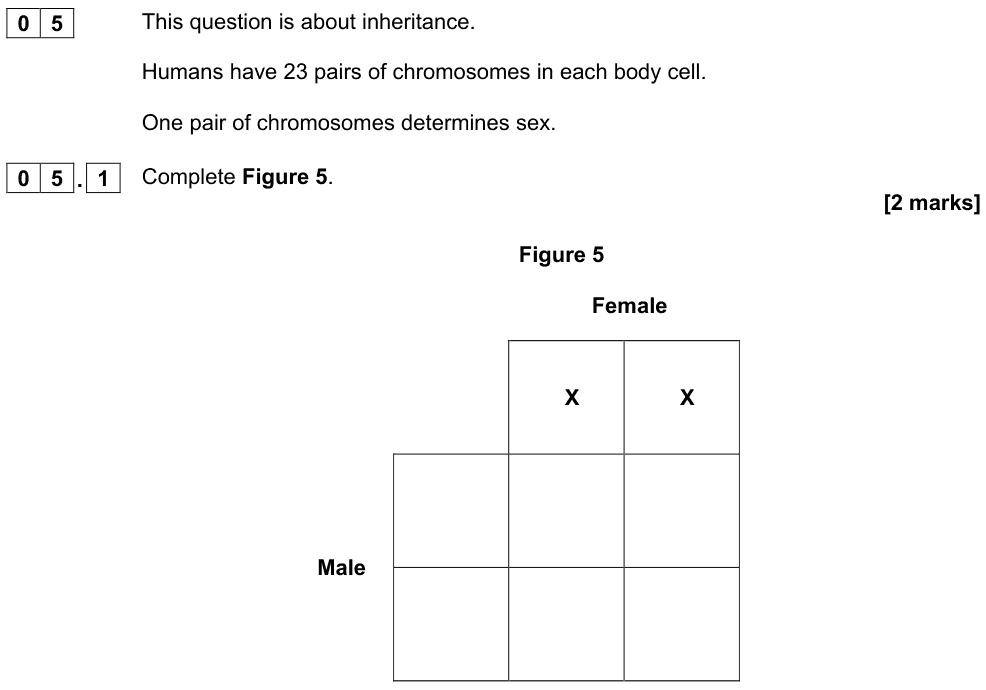 0 5 This question is about inheritance.
Humans have 23 pairs of chromosomes in each body cell.
One pair of chromosomes determines sex.
0 5 . 1 Complete Figure 5.
[2 marks]
Figure 5
Female
X X
Male